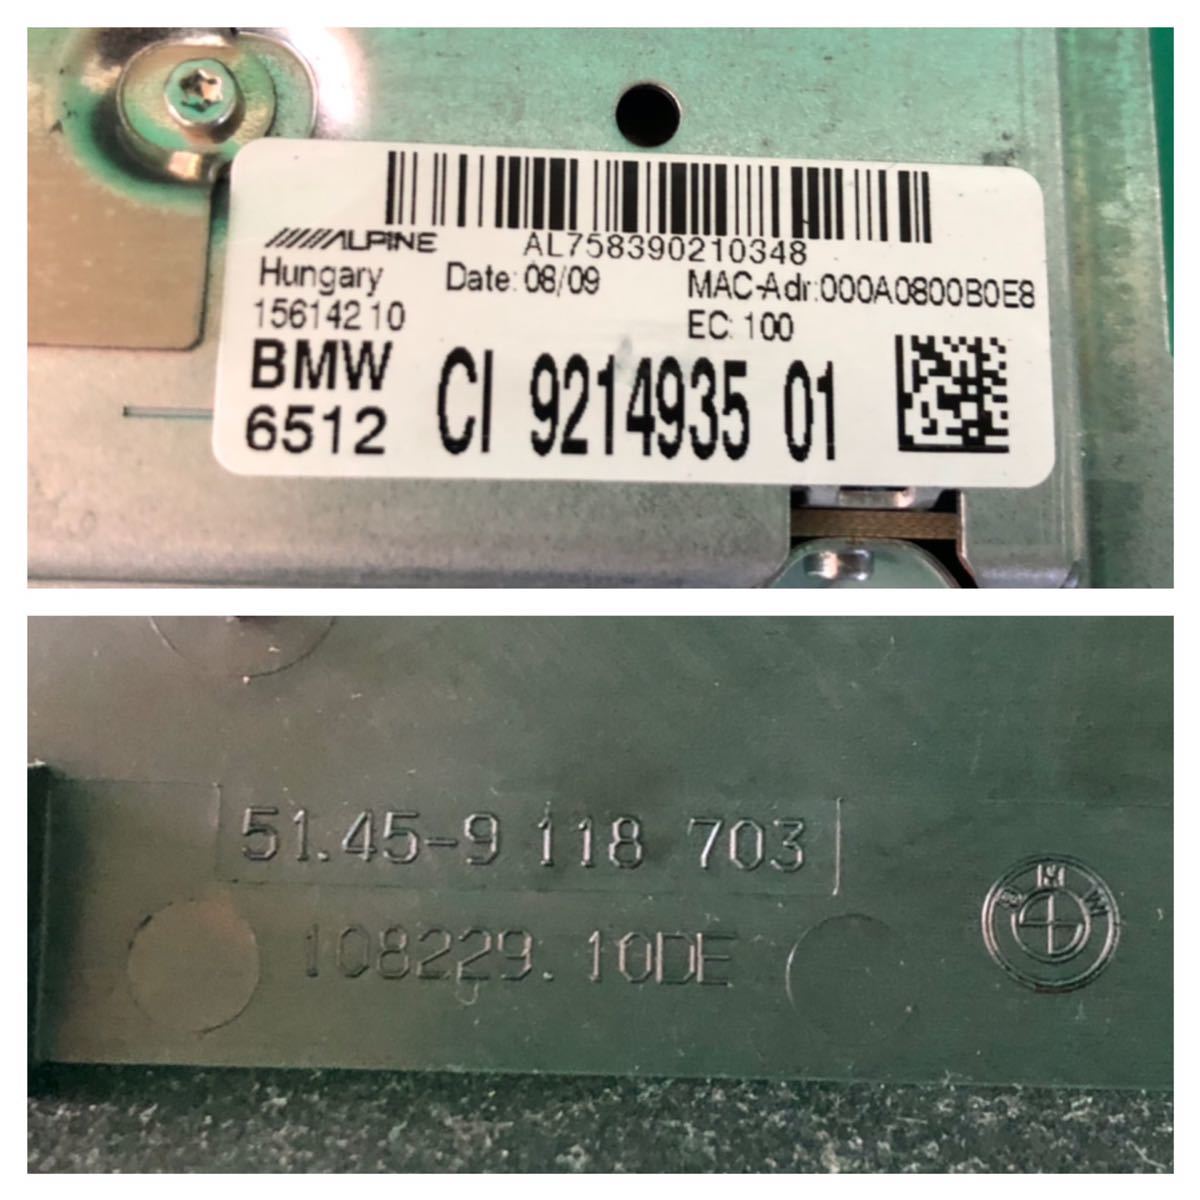 AL758390210348
ALPINE
Hungary Date: 08/09 MAC-Adr:000A0800B0E8
15614210 EC: 100
BMW
6512 CI 9214935 01
51.45-9 118 703
108229.10DE
BMW